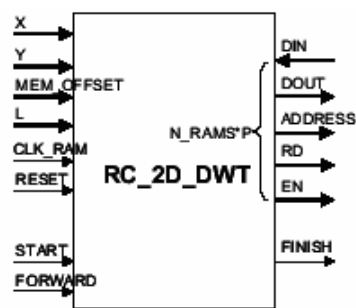 X
Y
MEM_OFFSET
L
CLK_RAM
RESET
START
FORWARD
RC_2D_DWT
N_RAMS*P
DIN
DOUT
ADDRESS
RD
EN
FINISH